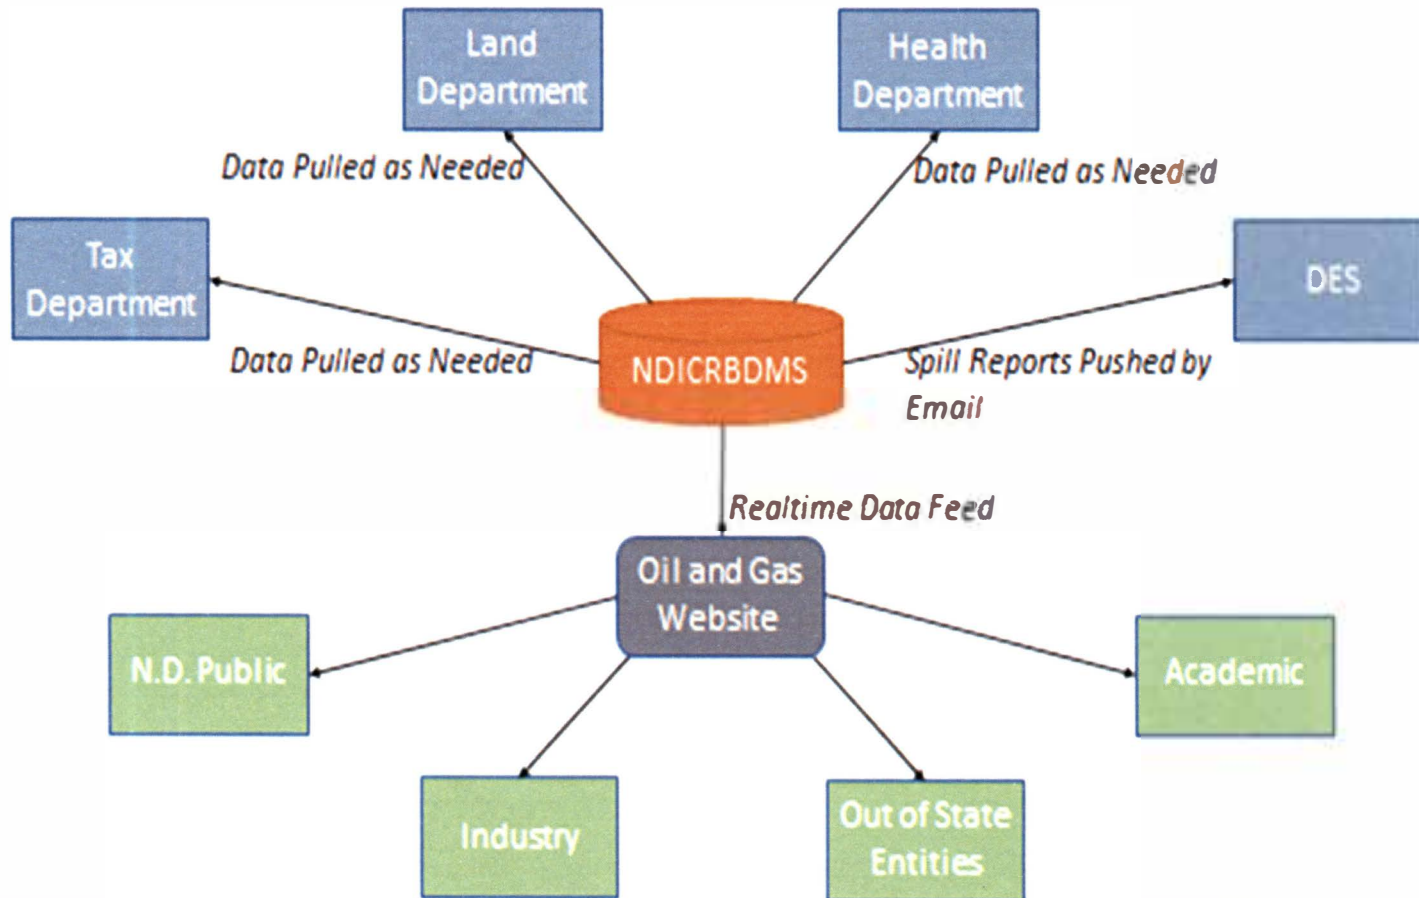 Land
Department
Health
Department
Data Pulled as Needed
Data Pulled as Needed
Tax
Department
DES
Data Pulled as Needed
NDICRBDMS
Spill Reports Pushed by
Email
Realtime Data Feed
Oil and Gas
Website
N.D. Public
Academic
Industry
Out of State
Entities